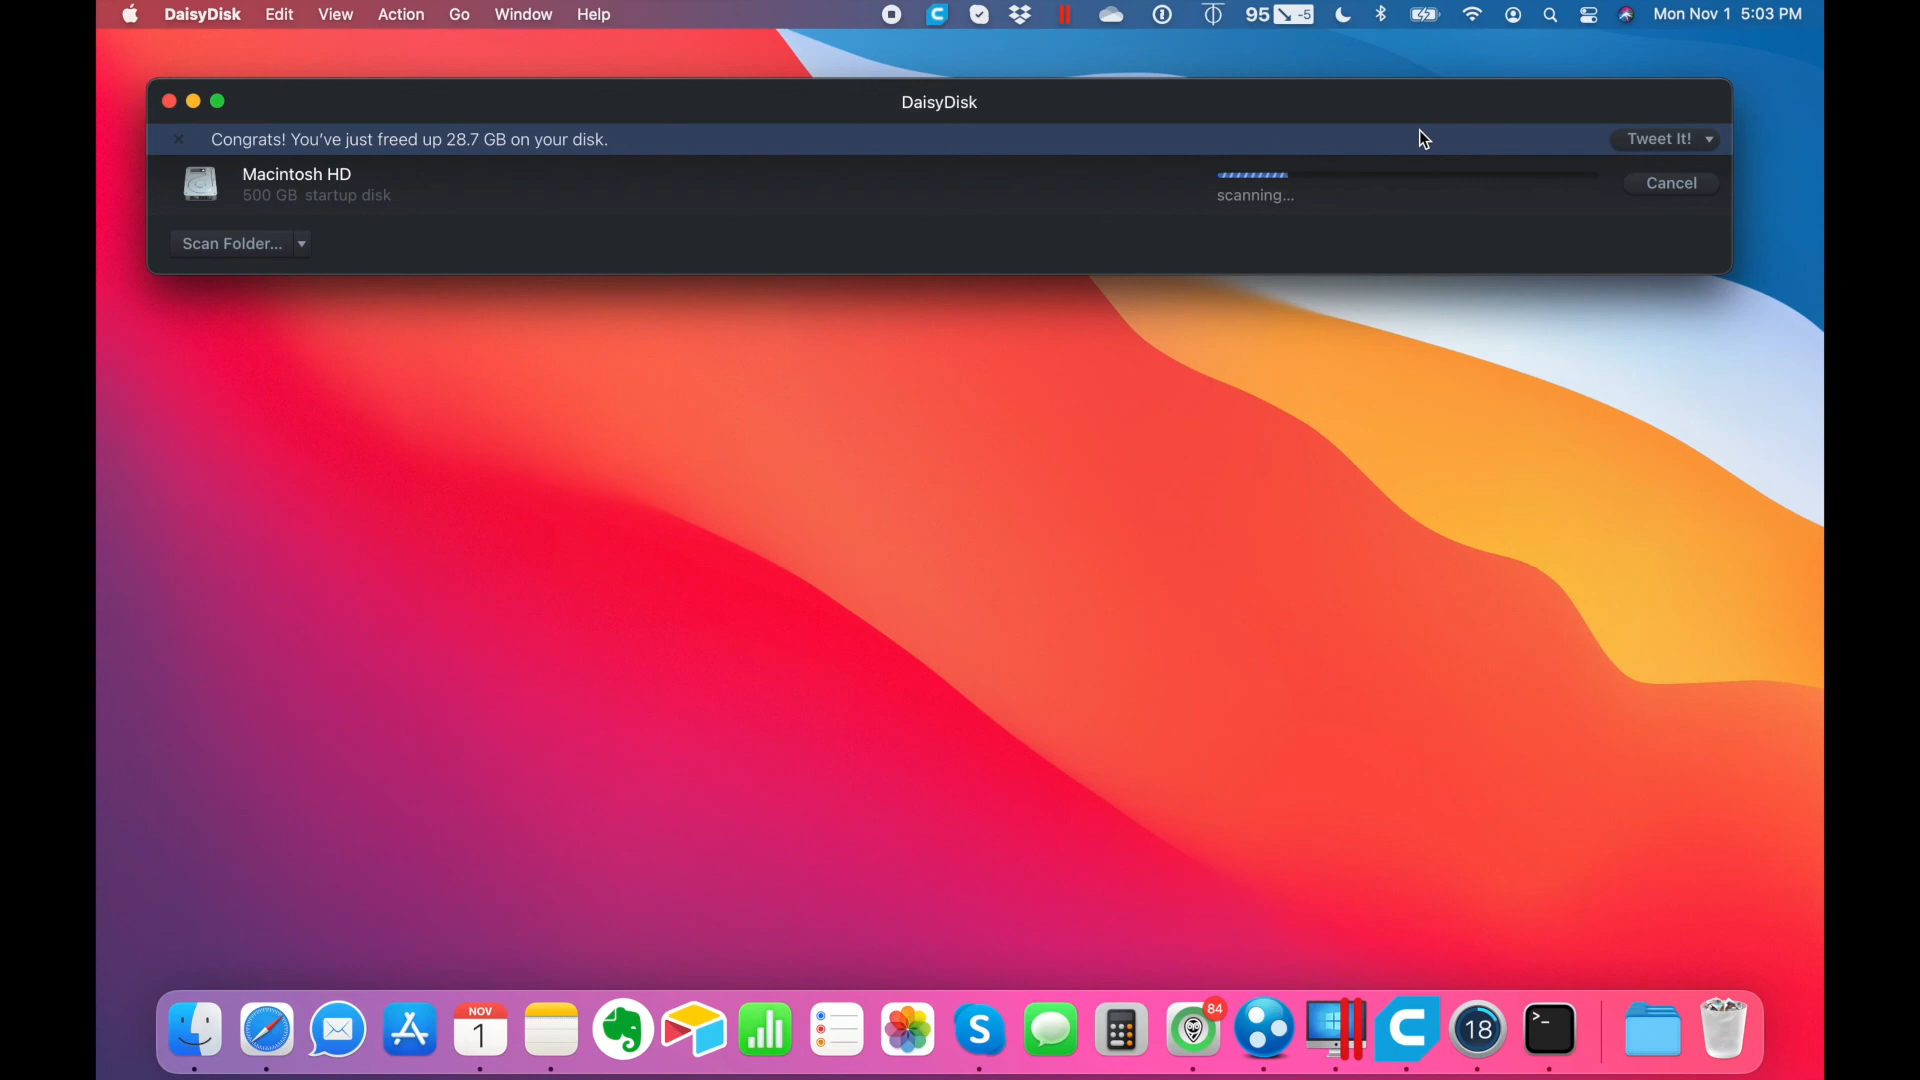 DaisyDisk Edit View Action Go Window Help 95 -5 Mon Nov 1 5:03 PM
DaisyDisk
Congrats! You've just freed up 28.7 GB on your disk. Tweet It!
Macintosh HD
500 GB startup disk
scanning...
Cancel
Scan Folder...
NOV
1
S
84
C
18
>_